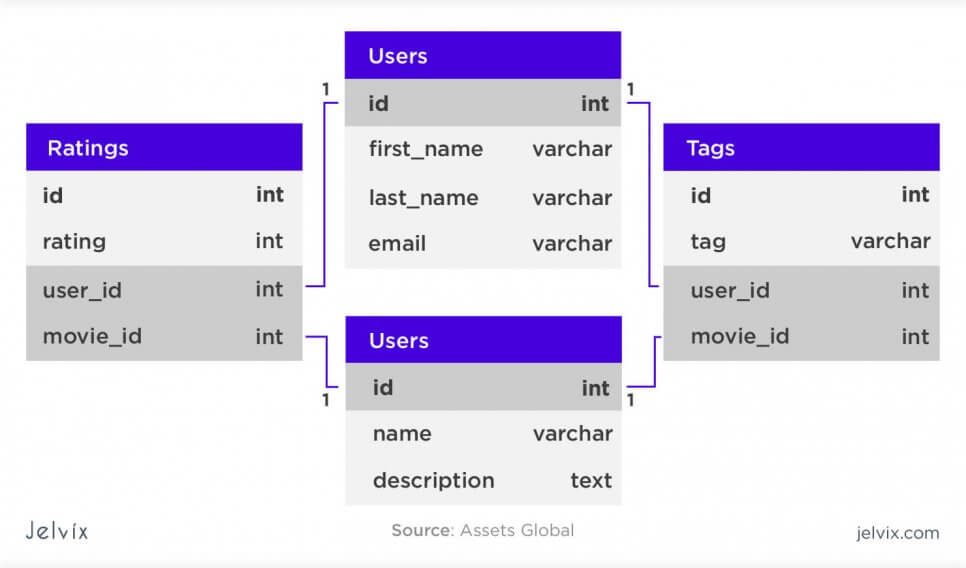 Users
1
1
id int
first_name varchar
last_name varchar
email varchar
Ratings
id int
rating int
user_id int
movie_id int
Tags
id int
tag varchar
user_id int
movie_id int
Users
id int
1
1
name varchar
description text
Jelvix
Source: Assets Global
jelvix.com